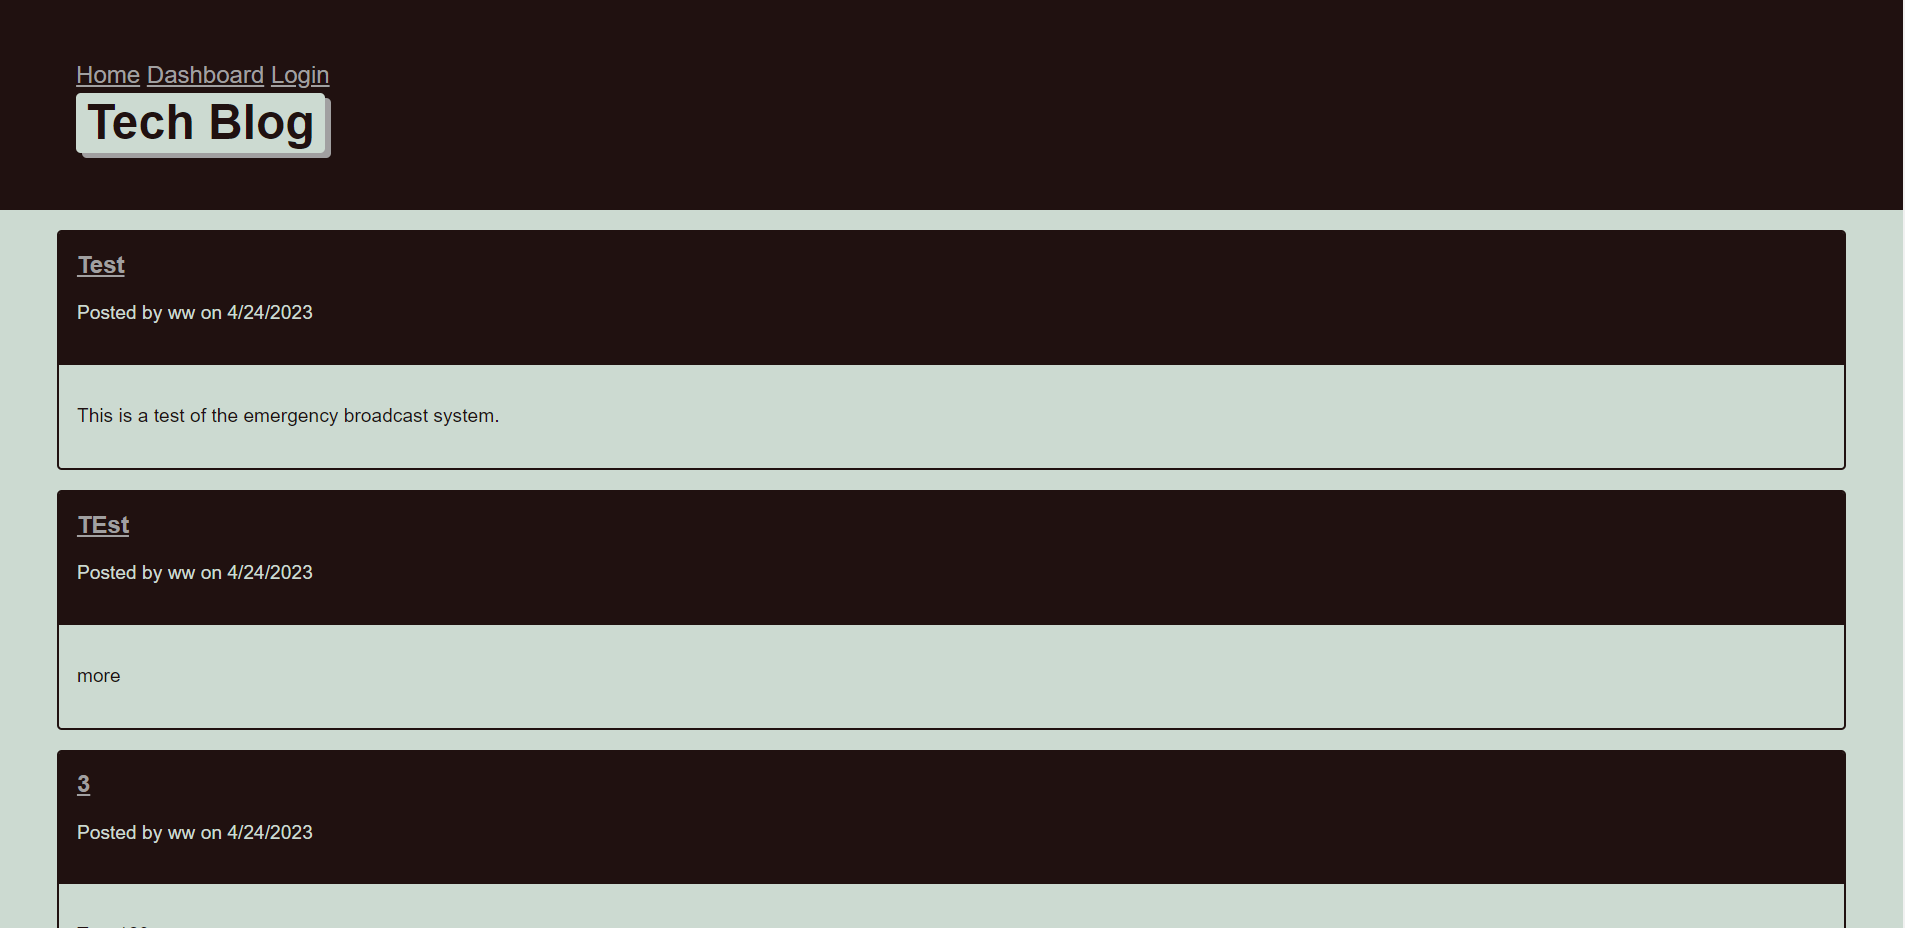 Home Dashboard Login
Tech Blog
Test
Posted by ww on 4/24/2023
This is a test of the emergency broadcast system.
TEst
Posted by ww on 4/24/2023
more
3
Posted by ww on 4/24/2023